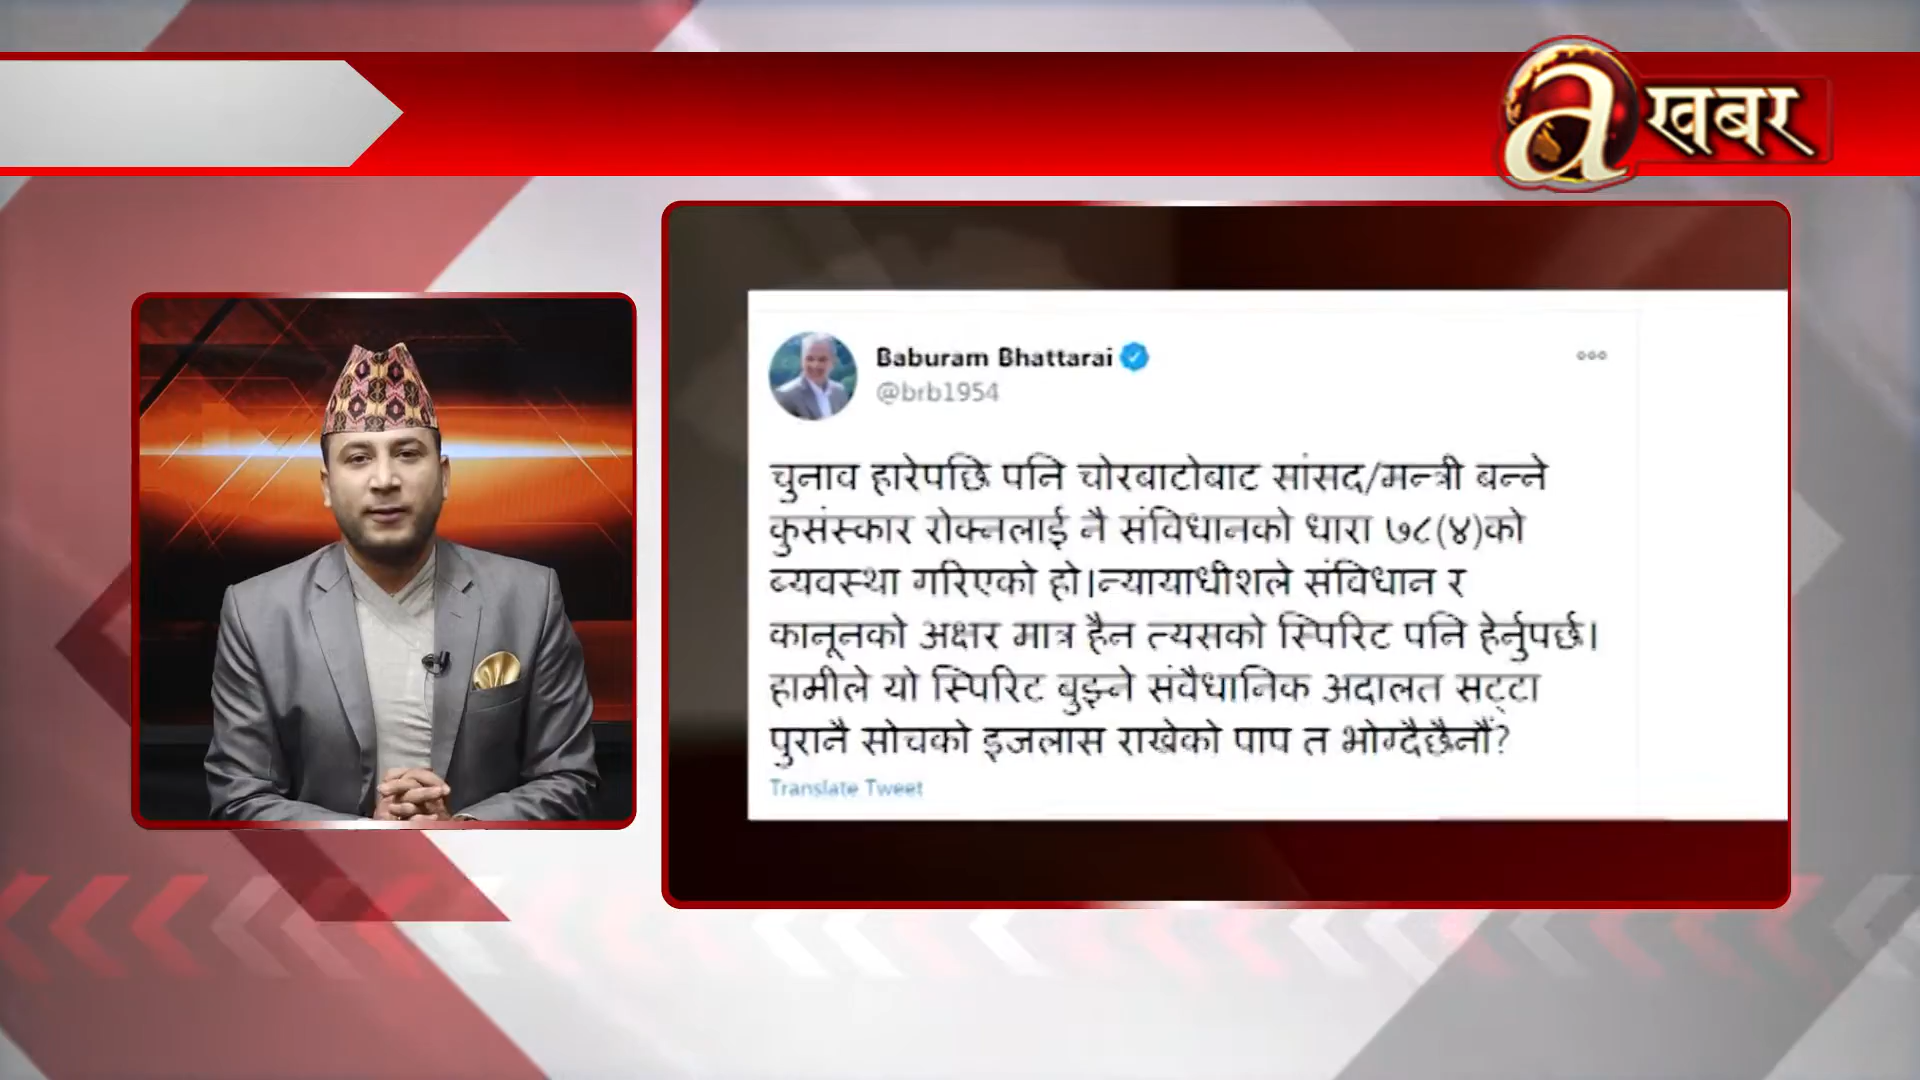 a खबर
Baburam Bhattarai
@brb1954
चुनाव हारेपछि पनि चोरबाटोबाट सांसद/मन्त्री बन्ने
कुसंस्कार रोक्नलाई नै संविधानको धारा ७८(४)को
ब्यवस्था गरिएको हो।न्यायाधीशले संविधान र
कानूनको अक्षर मात्र हैन त्यसको स्पिरिट पनि हेर्नुपर्छ।
हामीले यो स्पिरिट बुझ्ने संवैधानिक अदालत सट्टा
पुरानै सोचको इजलास राखेको पाप त भोग्दैछैनौं?
Translate Tweet